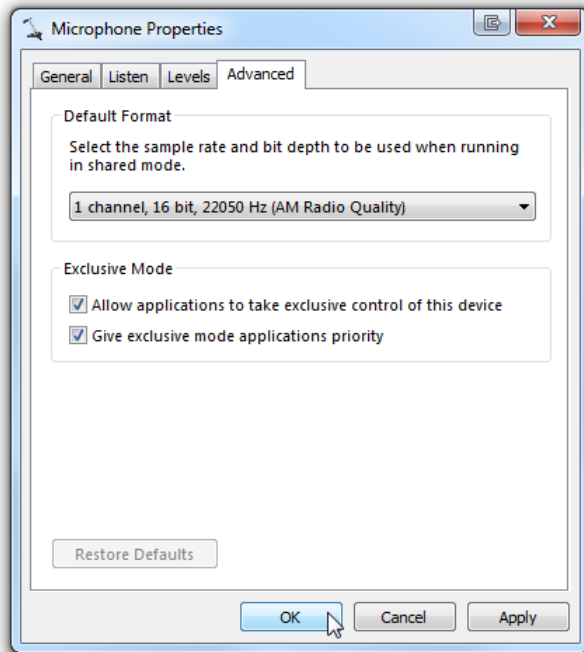 Microphone Properties
General Listen Levels Advanced
Default Format
Select the sample rate and bit depth to be used when running
in shared mode.
1 channel, 16 bit, 22050 Hz (AM Radio Quality)
Exclusive Mode
Allow applications to take exclusive control of this device
Give exclusive mode applications priority
Restore Defaults
OK Cancel Apply